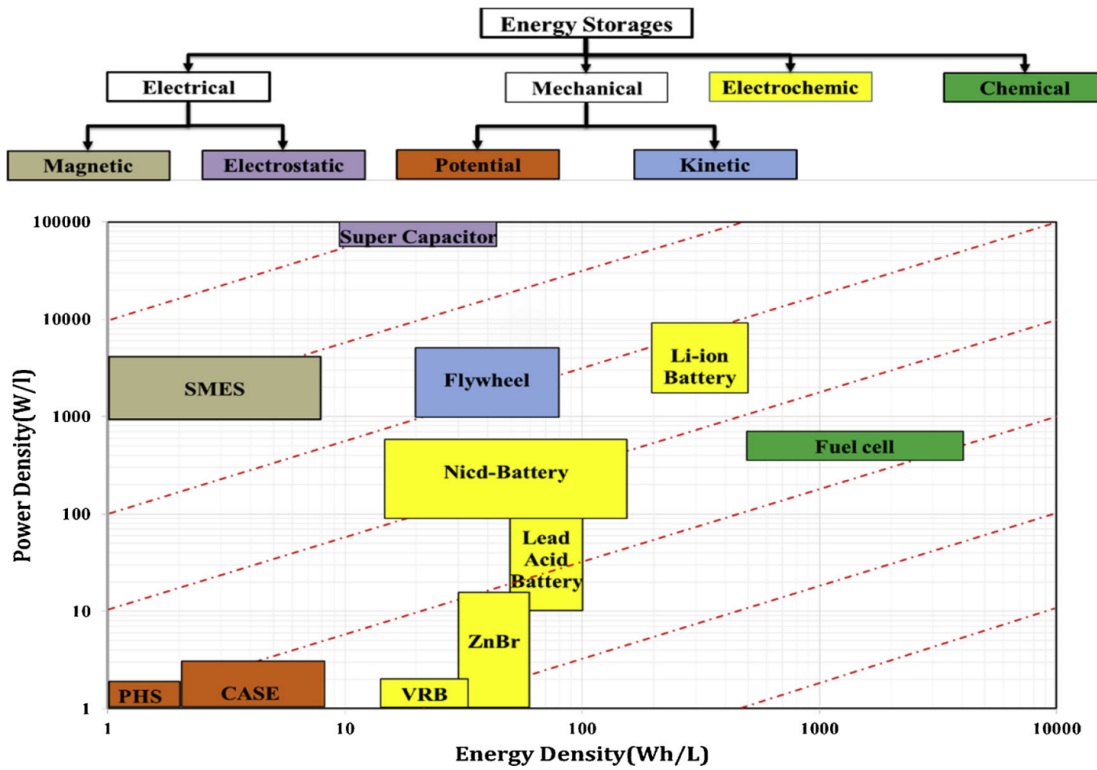 Energy Storages
Electrical
Mechanical
Electrochemic
Chemical
Magnetic
Electrostatic
Potential
Kinetic
100000
10000
1000
100
10
1
Power Density(W/l)
Super Capacitor
SMES
Flywheel
Li-ion
Battery
Nicd-Battery
Fuel cell
Lead
Acid
Battery
ZnBr
PHS
CASE
VRB
1
10
100
1000
10000
Energy Density(Wh/L)